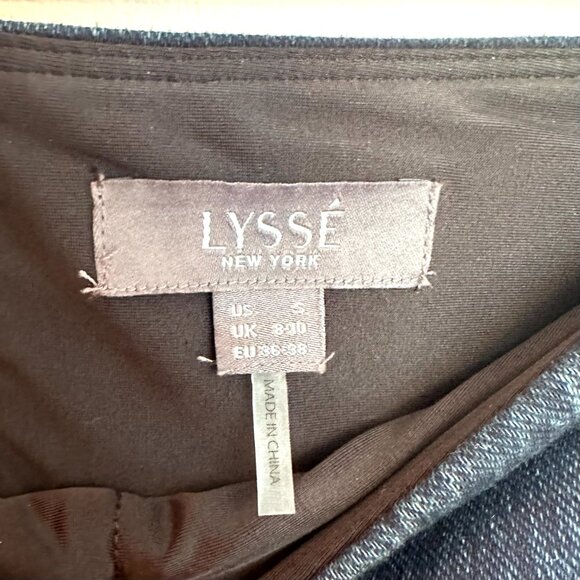 LYSSÉ
NEW YORK
US S
UK 8-10
EU 36-38
MADE IN CHINA